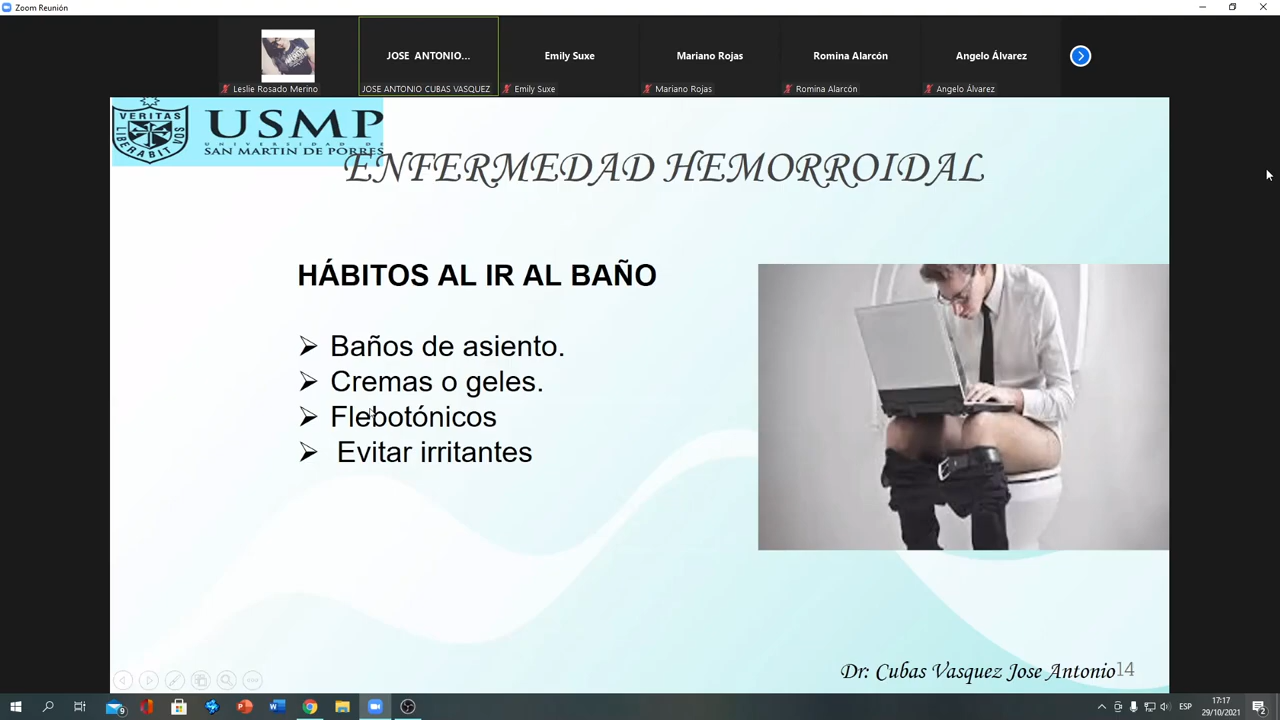 Zoom Reunión
JOSE ANTONIO...
Emily Suxe
Mariano Rojas
Romina Alarcón
Angelo Álvarez
Leslie Rosado Merino
JOSE ANTONIO CUBAS VASQUEZ
Emily Suxe
Mariano Rojas
Romina Alarcón
Angelo Álvarez
VERITAS
LIBERABIT VOS
USMP
UNIVERSIDAD DE
SAN MARTIN DE PORRES
ENFERMEDAD HEMORROIDAL
HÁBITOS AL IR AL BAÑO
➢ Baños de asiento.
➢ Cremas o geles.
➢ Flebotónicos
➢ Evitar irritantes
Dr: Cubas Vasquez Jose Antonio
14
ESP
17:17
29/10/2021